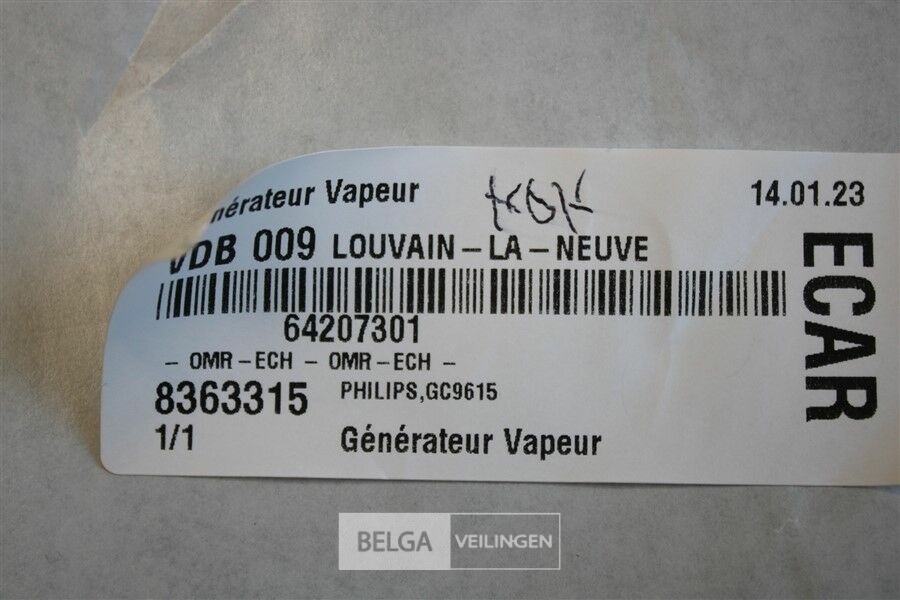 nérateur Vapeur
14.01.23
VDB 009 LOUVAIN-LA-NEUVE
ECAR
64207301
- OMR-ECH - OMR-ECH -
8363315 PHILIPS,GC9615
1/1 Générateur Vapeur
BELGA VEILINGEN